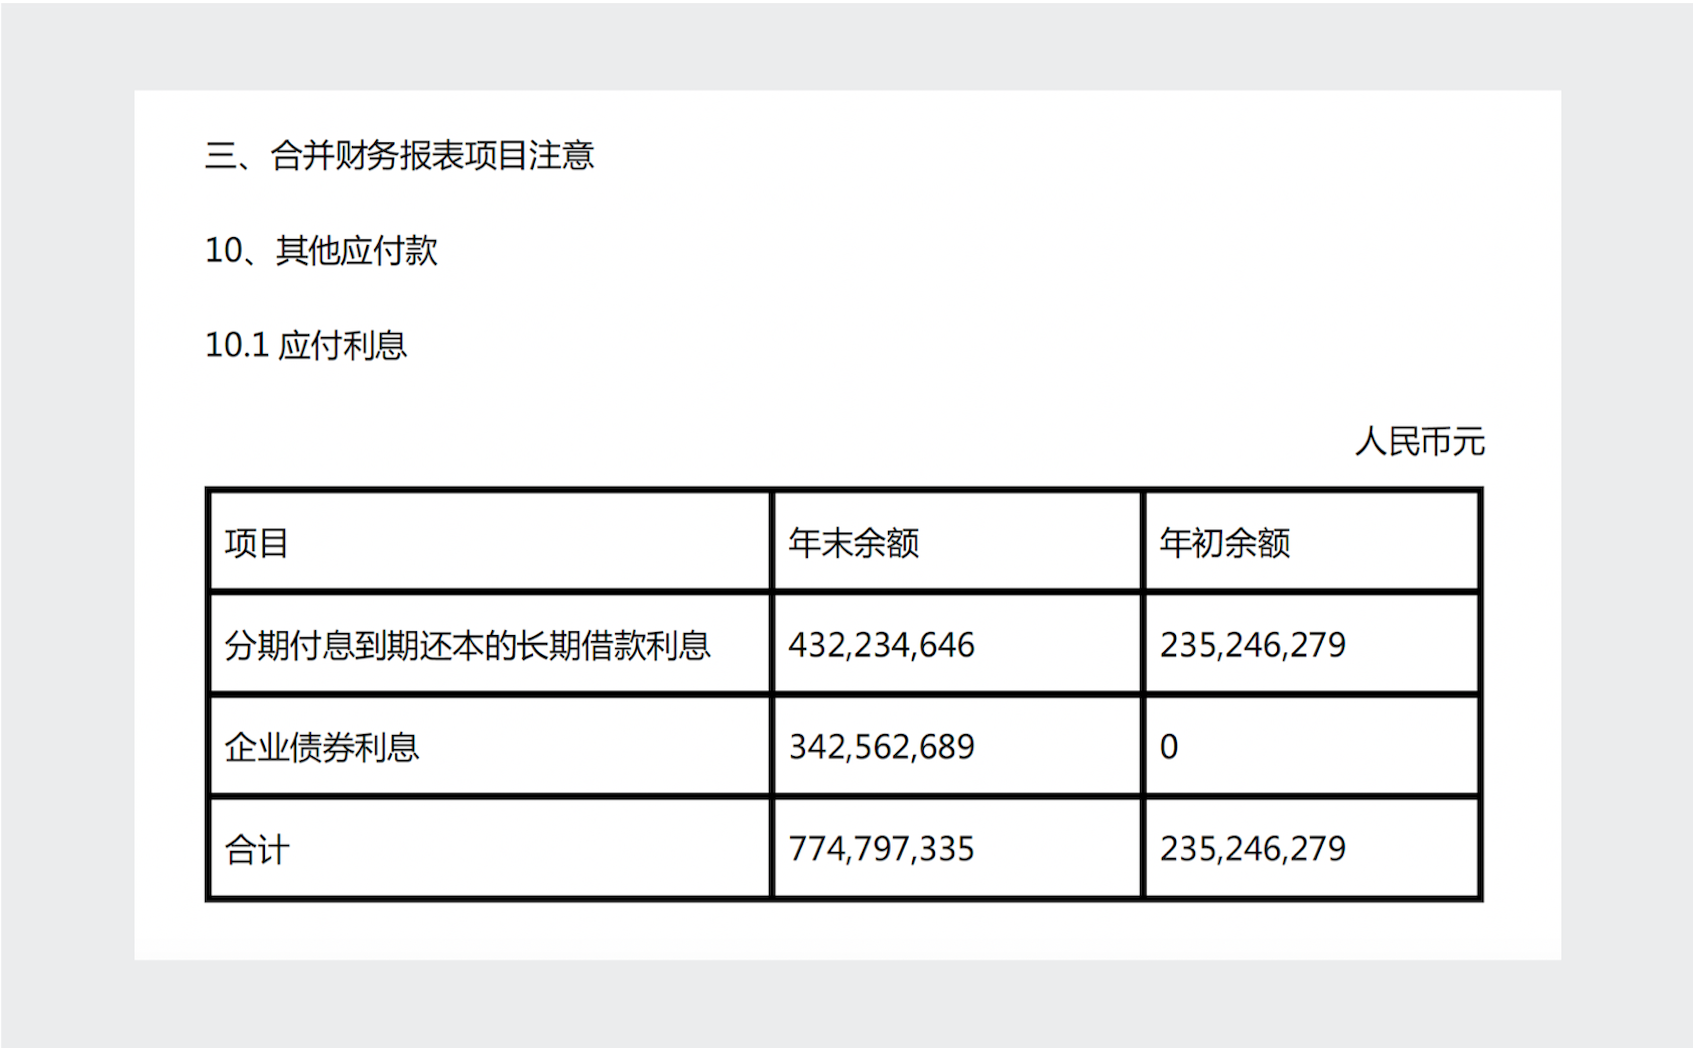 三、合并财务报表项目注意
10、其他应付款
10.1 应付利息
人民币元
项目 年末余额 年初余额
分期付息到期还本的长期借款利息 432,234,646 235,246,279
企业债券利息 342,562,689 0
合计 774,797,335 235,246,279